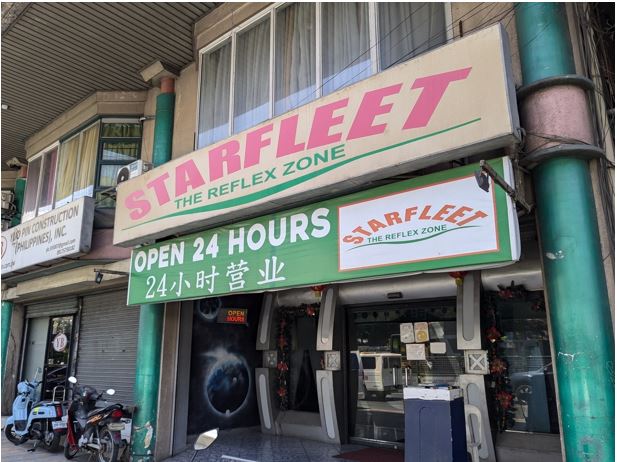 STARFLEET
THE REFLEX ZONE
OPEN 24 HOURS
24小时营业
STARFLEET
THE REFLEX ZONE
OPEN
HOURS
PIN CONSTRUCTION
(PHILIPPINES), INC.